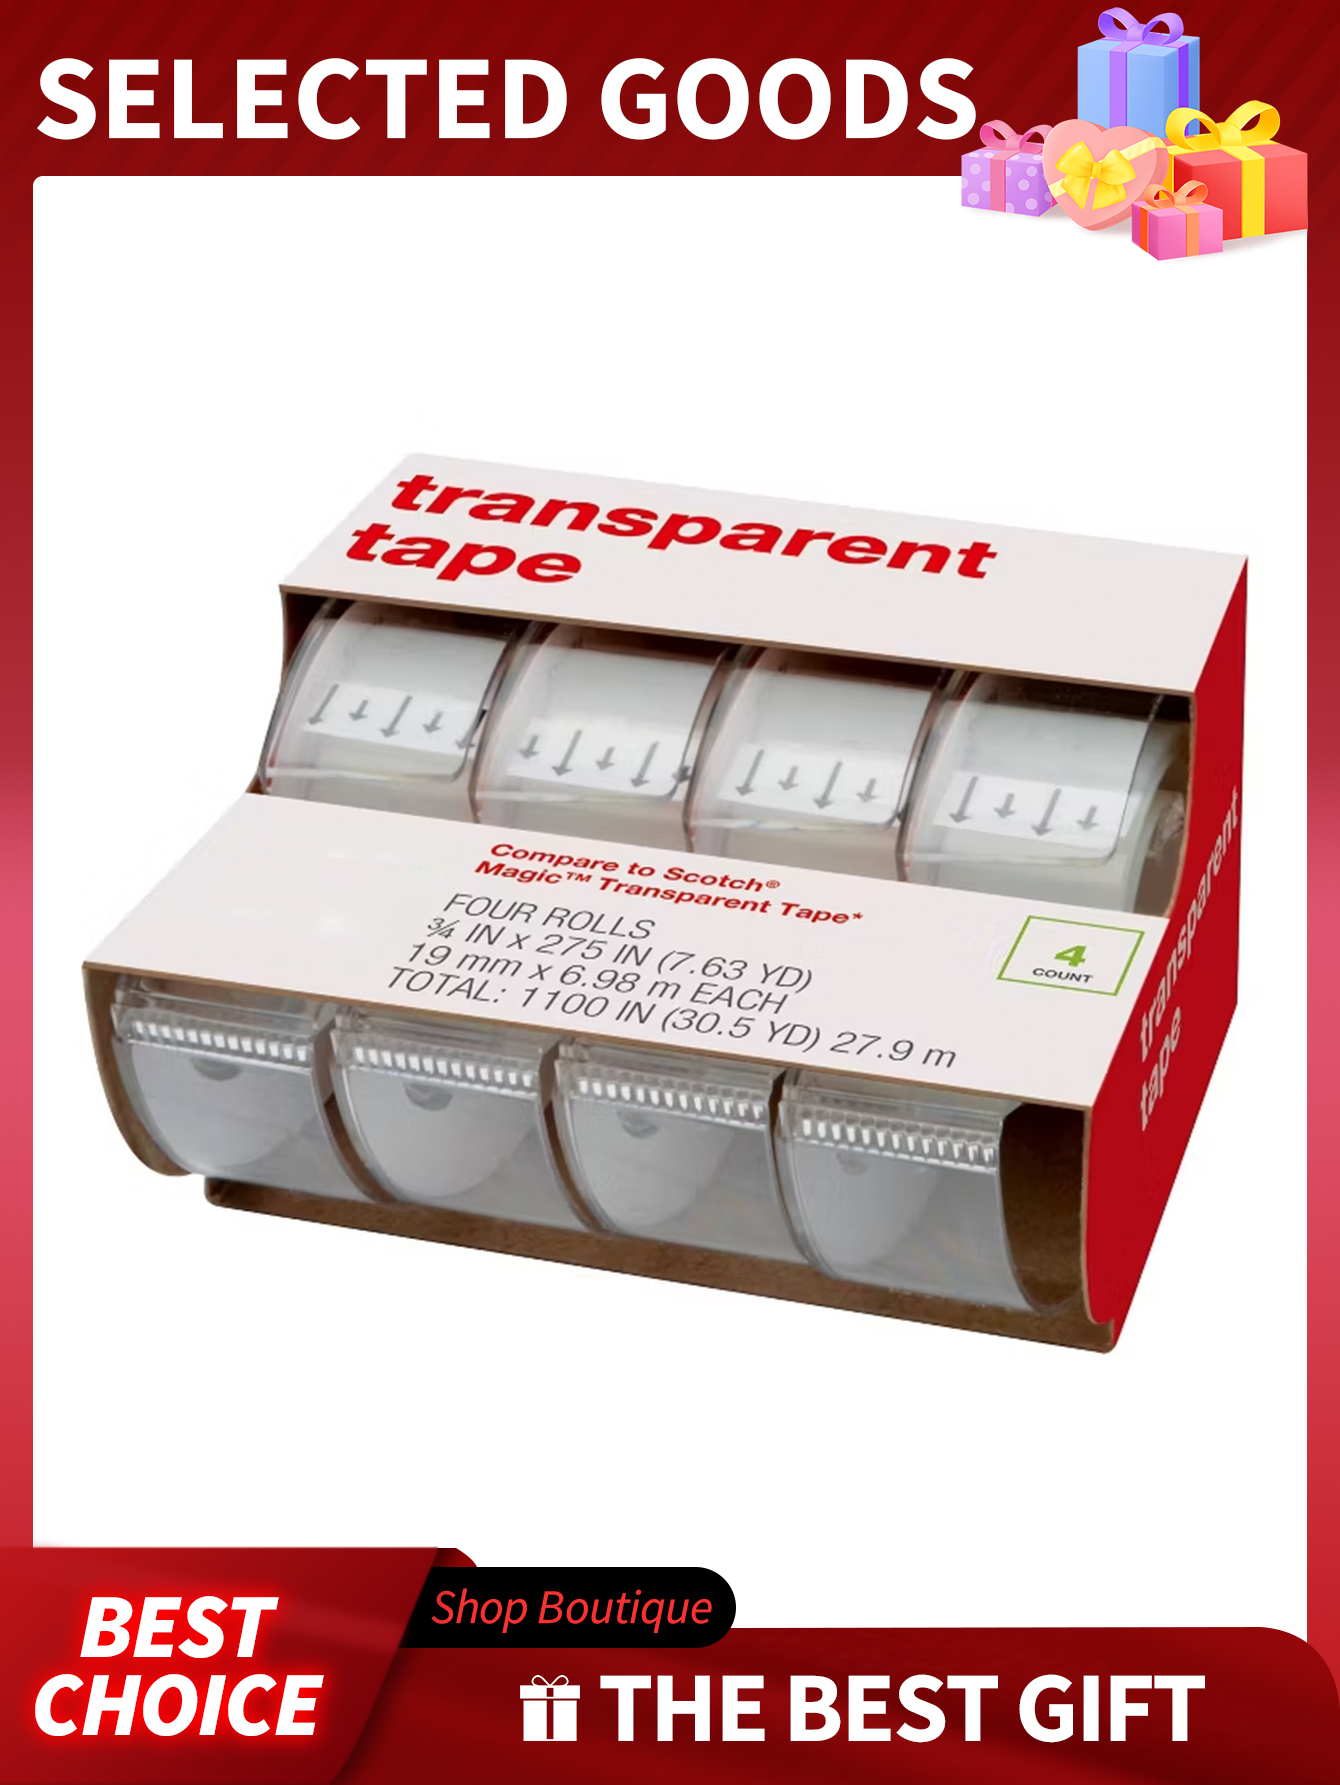 SELECTED GOODS
transparent
tape
Compare to Scotch®
Magic™ Transparent Tape*
FOUR ROLLS
¾ IN x 275 IN (7.63 YD)
19 mm x 6.98 m EACH
TOTAL: 1100 IN (30.5 YD) 27.9 m
4
COUNT
transparent
tape
BEST
CHOICE
Shop Boutique
THE BEST GIFT